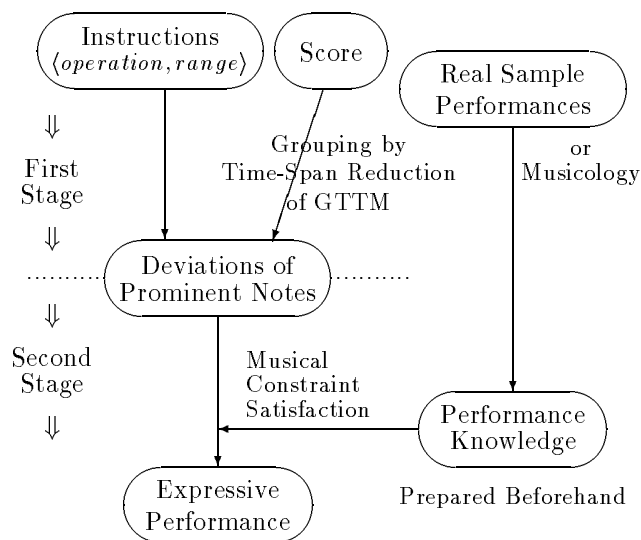 Instructions
⟨operation, range⟩
Score
Real Sample
Performances
⇓
First
Stage
⇓
Grouping by
Time-Span Reduction
of GTTM
or
Musicology
Deviations of
Prominent Notes
⇓
Second
Stage
⇓
Musical
Constraint
Satisfaction
Performance
Knowledge
Expressive
Performance
Prepared Beforehand